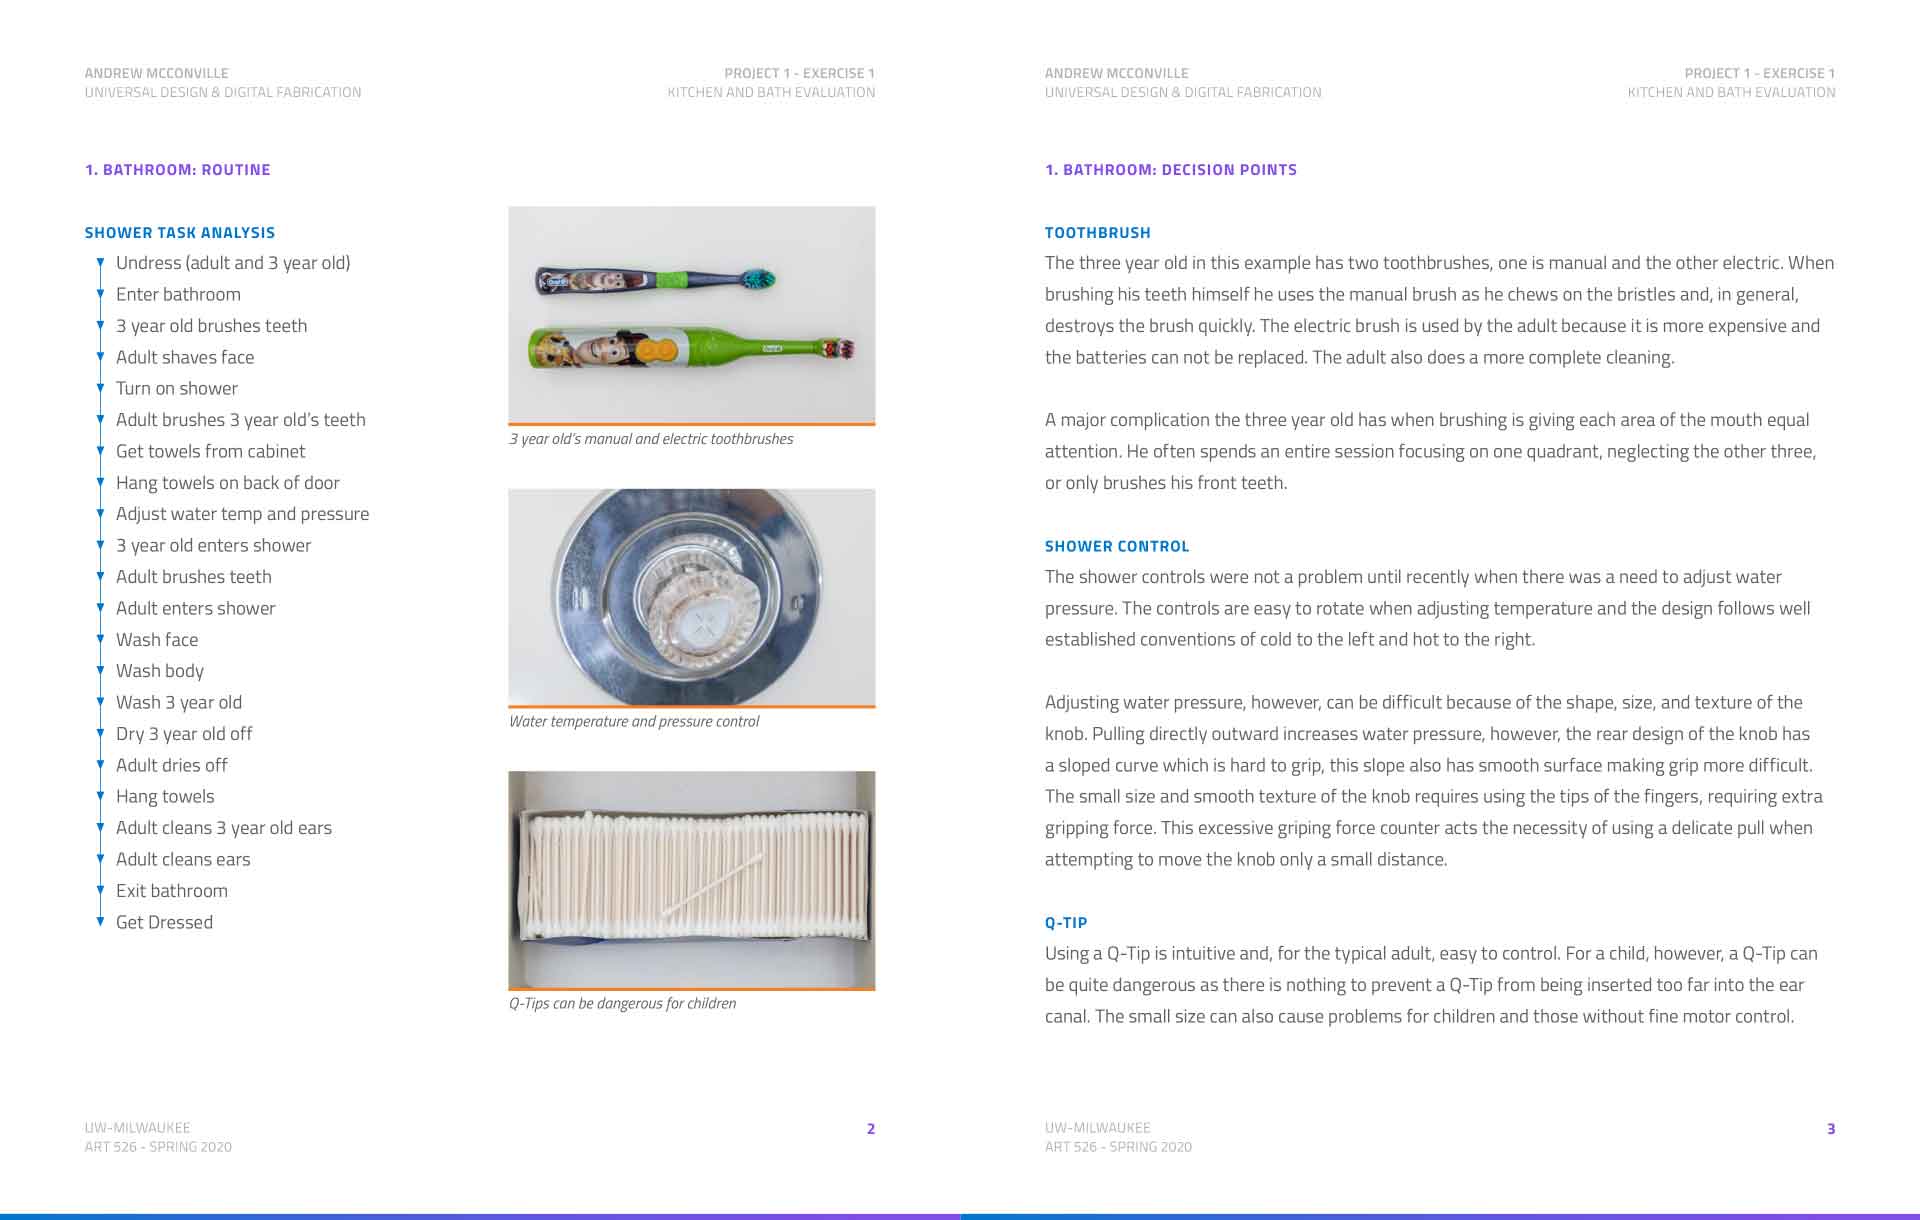 ANDREW MCCONVILLE
UNIVERSAL DESIGN & DIGITAL FABRICATION
PROJECT 1 - EXERCISE 1
KITCHEN AND BATH EVALUATION
1. BATHROOM: ROUTINE
SHOWER TASK ANALYSIS
Undress (adult and 3 year old)
Enter bathroom
3 year old brushes teeth
Adult shaves face
Turn on shower
Adult brushes 3 year old's teeth
Get towels from cabinet
Hang towels on back of door
Adjust water temp and pressure
3 year old enters shower
Adult brushes teeth
Adult enters shower
Wash face
Wash body
Wash 3 year old
Dry 3 year old off
Adult dries off
Hang towels
Adult cleans 3 year old ears
Adult cleans ears
Exit bathroom
Get Dressed
3 year old's manual and electric toothbrushes
Water temperature and pressure control
Q-Tips can be dangerous for children
UW-MILWAUKEE
ART 526 - SPRING 2020
2
ANDREW MCCONVILLE
UNIVERSAL DESIGN & DIGITAL FABRICATION
PROJECT 1 - EXERCISE 1
KITCHEN AND BATH EVALUATION
1. BATHROOM: DECISION POINTS
TOOTHBRUSH
The three year old in this example has two toothbrushes, one is manual and the other electric. When
brushing his teeth himself he uses the manual brush as he chews on the bristles and, in general,
destroys the brush quickly. The electric brush is used by the adult because it is more expensive and
the batteries can not be replaced. The adult also does a more complete cleaning.
A major complication the three year old has when brushing is giving each area of the mouth equal
attention. He often spends an entire session focusing on one quadrant, neglecting the other three,
or only brushes his front teeth.
SHOWER CONTROL
The shower controls were not a problem until recently when there was a need to adjust water
pressure. The controls are easy to rotate when adjusting temperature and the design follows well
established conventions of cold to the left and hot to the right.
Adjusting water pressure, however, can be difficult because of the shape, size, and texture of the
knob. Pulling directly outward increases water pressure, however, the rear design of the knob has
a sloped curve which is hard to grip, this slope also has smooth surface making grip more difficult.
The small size and smooth texture of the knob requires using the tips of the fingers, requiring extra
gripping force. This excessive griping force counter acts the necessity of using a delicate pull when
attempting to move the knob only a small distance.
Q-TIP
Using a Q-Tip is intuitive and, for the typical adult, easy to control. For a child, however, a Q-Tip can
be quite dangerous as there is nothing to prevent a Q-Tip from being inserted too far into the ear
canal. The small size can also cause problems for children and those without fine motor control.
UW-MILWAUKEE
ART 526 - SPRING 2020
3